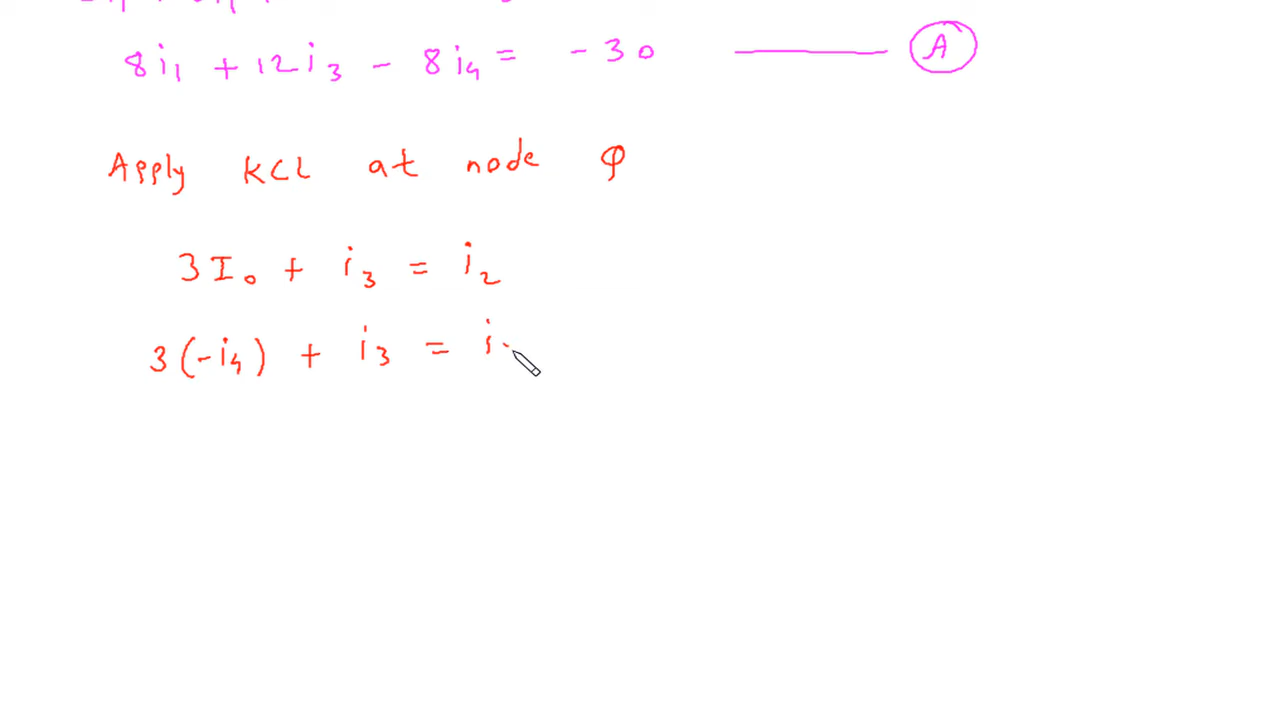 8i₁ + 12i₃ - 8i₄ = -30 ——— A
Apply KCL at node φ
3I₀ + i₃ = i₂
3(-i₄) + i₃ = i